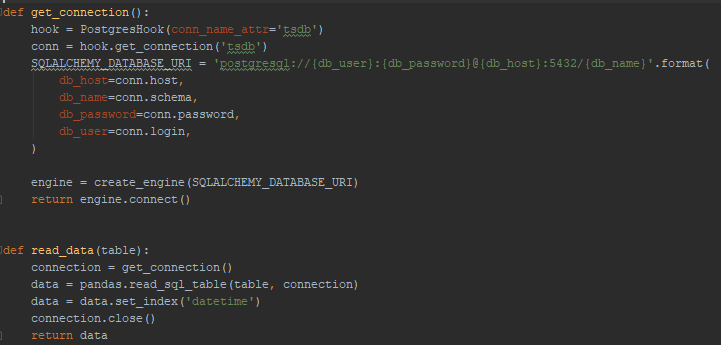 def get_connection():
    hook = PostgresHook(conn_name_attr='tsdb')
    conn = hook.get_connection('tsdb')
    SQLALCHEMY_DATABASE_URI = 'postgresql://{db_user}:{db_password}@{db_host}:5432/{db_name}'.format(
        db_host=conn.host,
        db_name=conn.schema,
        db_password=conn.password,
        db_user=conn.login,
    )
    engine = create_engine(SQLALCHEMY_DATABASE_URI)
    return engine.connect()
def read_data(table):
    connection = get_connection()
    data = pandas.read_sql_table(table, connection)
    data = data.set_index('datetime')
    connection.close()
    return data